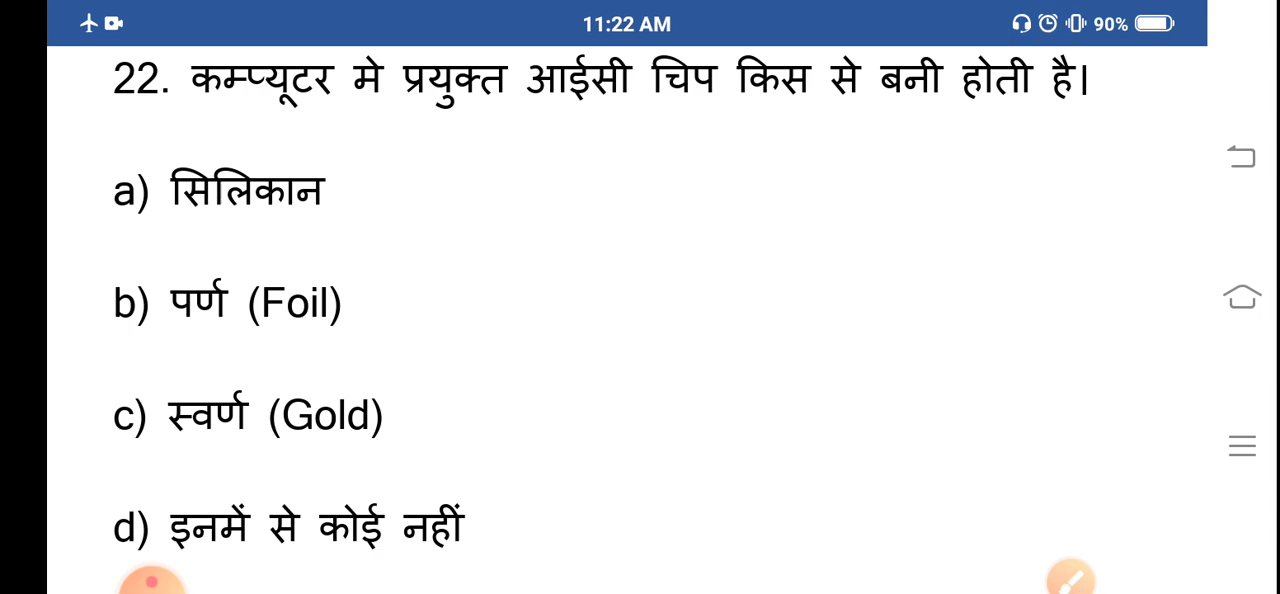 11:22 AM
90%
22. कम्प्यूटर मे प्रयुक्त आईसी चिप किस से बनी होती है।
a) सिलिकान
b) पर्ण (Foil)
c) स्वर्ण (Gold)
d) इनमें से कोई नहीं